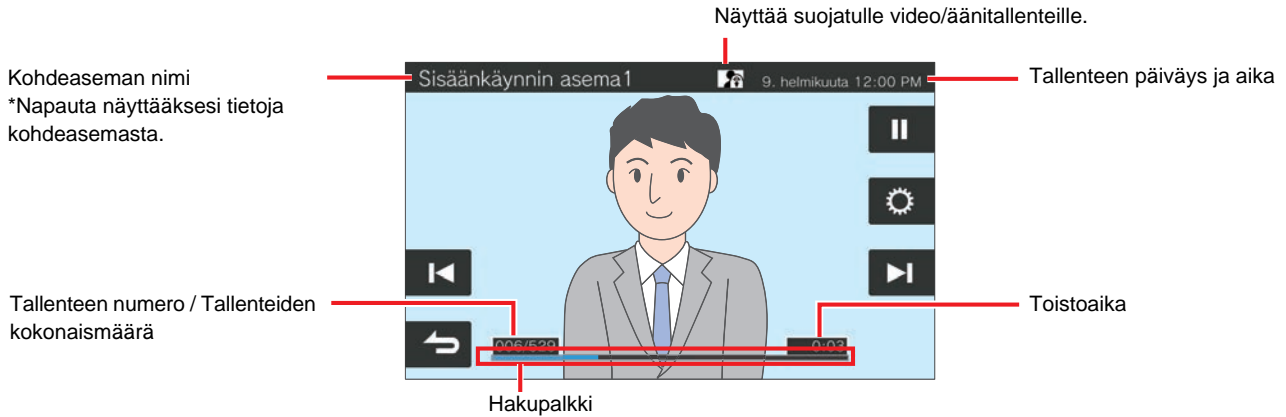 Näyttää suojatulle video/äänitallenteille.
Kohdeaseman nimi
*Napauta näyttääksesi tietoja
kohdeasemasta.
Sisäänkäynnin asema1
9. helmikuuta 12:00 PM
Tallenteen päiväys ja aika
Tallenteen numero / Tallenteiden
kokonaismäärä
006/529
0:03
Toistoaika
Hakupalkki